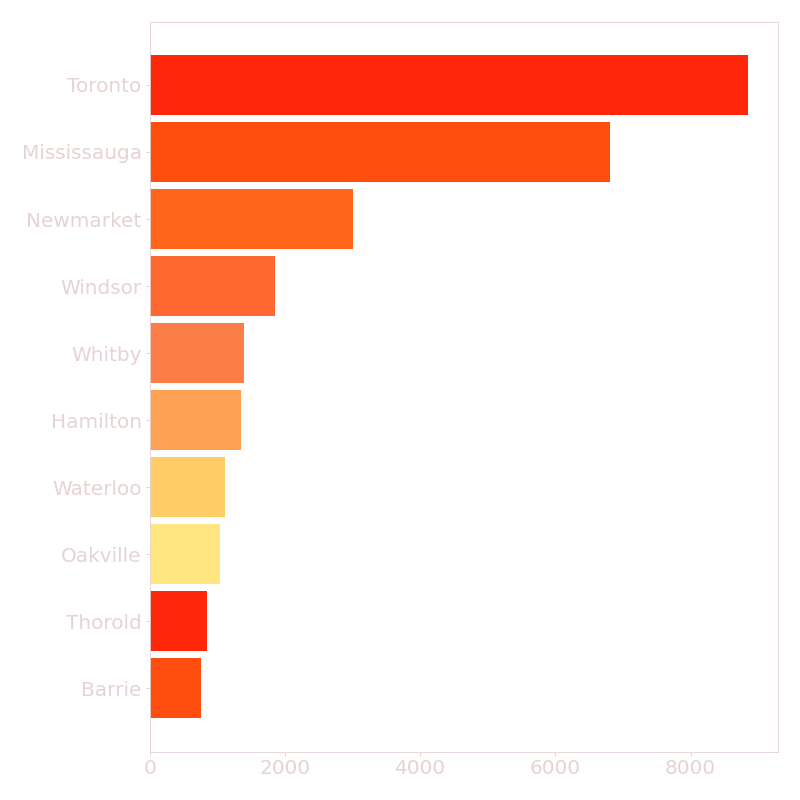 Toronto
Mississauga
Newmarket
Windsor
Whitby
Hamilton
Waterloo
Oakville
Thorold
Barrie
0 2000 4000 6000 8000